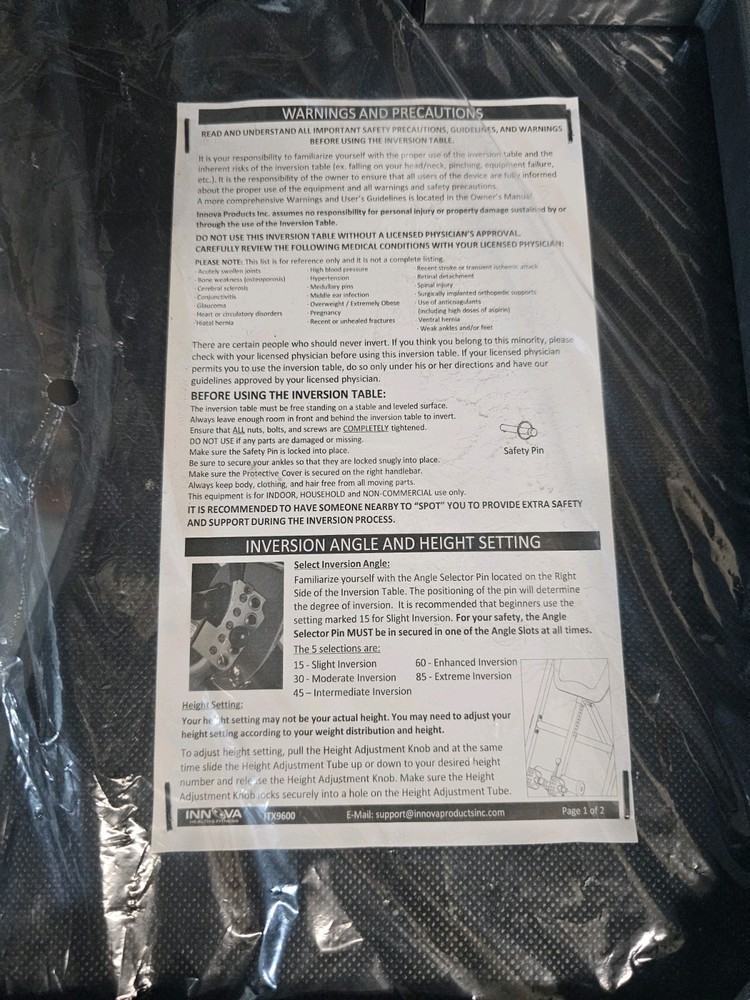 WARNINGS AND PRECAUTIONS
READ AND UNDERSTAND ALL IMPORTANT SAFETY PRECAUTIONS, GUIDELINES, AND WARNINGS
BEFORE USING THE INVERSION TABLE.
It is your responsibility to familiarize yourself with the proper use of the inversion table and the
inherent risks of the inversion table (ex. falling on your head/neck, pinching, equipment failure,
etc.). It is the responsibility of the owner to ensure that all users of the device are fully informed
about the proper use of the equipment and all warnings and safety precautions.
A more comprehensive Warnings and User's Guidelines is located in the Owner's Manual
Innova Products Inc. assumes no responsibility for personal injury or property damage sustained by or
through the use of the Inversion Table.
DO NOT USE THIS INVERSION TABLE WITHOUT A LICENSED PHYSICIAN'S APPROVAL.
CAREFULLY REVIEW THE FOLLOWING MEDICAL CONDITIONS WITH YOUR LICENSED PHYSICIAN:
PLEASE NOTE: This list is for reference only and it is not a complete listing.
· Acutely swollen joints
· Bone weakness (osteoporosis)
· Cerebral sclerosis
· Conjunctivitis
· Glaucoma
· Heart or circulatory disorders
· Hiatal hernia
· High blood pressure
· Hypertension
· Medullary pins
· Middle ear infection
· Overweight / Extremely Obese
· Pregnancy
· Recent or unhealed fractures
· Recent stroke or transient ischemic attack
· Retinal detachment
· Spinal injury
· Surgically implanted orthopedic supports
· Use of anticoagulants
(including high doses of aspirin)
· Ventral hernia
· Weak ankles and/or feet
There are certain people who should never invert. If you think you belong to this minority, please
check with your licensed physician before using this inversion table. If your licensed physician
permits you to use the inversion table, do so only under his or her directions and have our
guidelines approved by your licensed physician.
BEFORE USING THE INVERSION TABLE:
The inversion table must be free standing on a stable and leveled surface.
Always leave enough room in front and behind the inversion table to invert.
Ensure that ALL nuts, bolts, and screws are COMPLETELY tightened.
DO NOT USE if any parts are damaged or missing.
Make sure the Safety Pin is locked into place.
Be sure to secure your ankles so that they are locked snugly into place.
Make sure the Protective Cover is secured on the right handlebar.
Always keep body, clothing, and hair free from all moving parts.
This equipment is for INDOOR, HOUSEHOLD and NON-COMMERCIAL use only.
Safety Pin
IT IS RECOMMENDED TO HAVE SOMEONE NEARBY TO "SPOT" YOU TO PROVIDE EXTRA SAFETY
AND SUPPORT DURING THE INVERSION PROCESS.
INVERSION ANGLE AND HEIGHT SETTING
Select Inversion Angle:
Familiarize yourself with the Angle Selector Pin located on the Right
Side of the Inversion Table. The positioning of the pin will determine
the degree of inversion. It is recommended that beginners use the
setting marked 15 for Slight Inversion. For your safety, the Angle
Selector Pin MUST be in secured in one of the Angle Slots at all times.
The 5 selections are:
15 - Slight Inversion
30 - Moderate Inversion
45 – Intermediate Inversion
60 - Enhanced Inversion
85 - Extreme Inversion
Height Setting:
Your height setting may not be your actual height. You may need to adjust your
height setting according to your weight distribution and height.
To adjust height setting, pull the Height Adjustment Knob and at the same
time slide the Height Adjustment Tube up or down to your desired height
number and release the Height Adjustment Knob. Make sure the Height
Adjustment Knob locks securely into a hole on the Height Adjustment Tube.
INNOVA
HEALTH & FITNESS
ITX9600
E-Mail: support@innovaproductsinc.com
Page 1 of 2